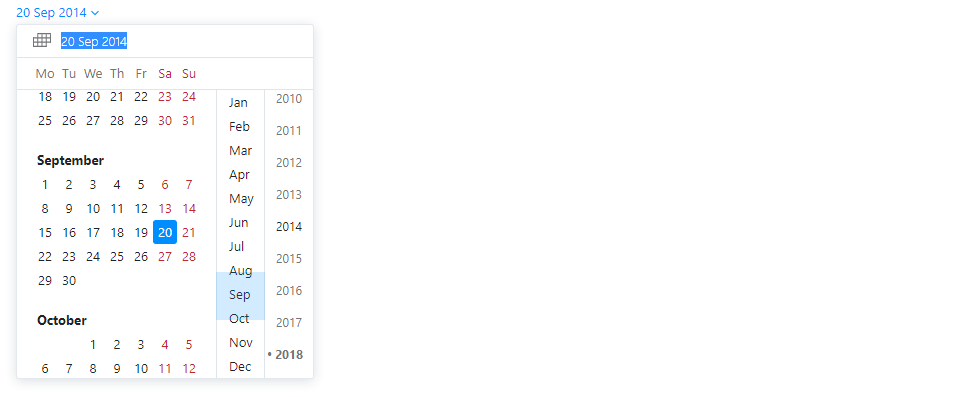 20 Sep 2014
20 Sep 2014
Mo Tu We Th Fr Sa Su
18 19 20 21 22 23 24
25 26 27 28 29 30 31
September
1 2 3 4 5 6 7
8 9 10 11 12 13 14
15 16 17 18 19 20 21
22 23 24 25 26 27 28
29 30
October
1 2 3 4 5
6 7 8 9 10 11 12
Jan
Feb
Mar
Apr
May
Jun
Jul
Aug
Sep
Oct
Nov
Dec
2010
2011
2012
2013
2014
2015
2016
2017
• 2018